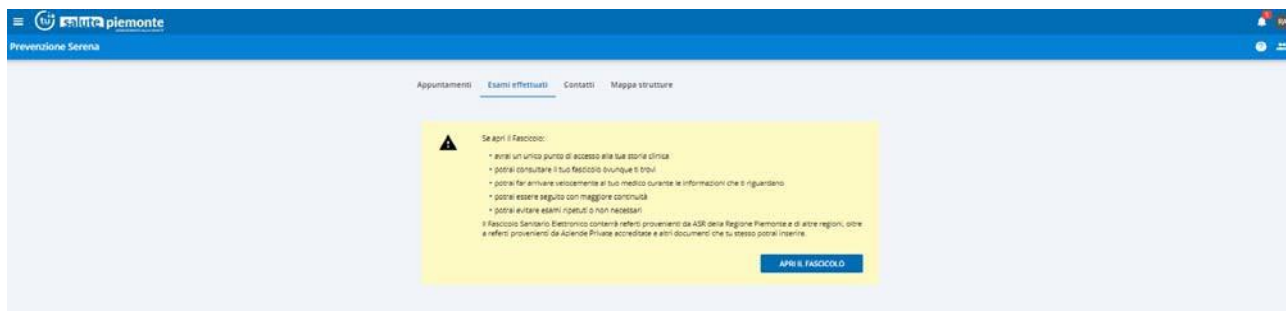 tu salute piemonte
RA
Prevenzione Serena
Appuntamenti Esami effettuati Contatti Mappa strutture
Se apri il Fascicolo:
• avrai un unico punto di accesso alla tua storia clinica
• potrai consultare il tuo fascicolo ovunque ti trovi
• potrai far arrivare velocemente al tuo medico curante le informazioni che ti riguardano
• potrai essere seguito con maggiore continuità
• potrai evitare esami ripetuti o non necessari
Il Fascicolo Sanitario Elettronico conterrà referti provenienti da ASR della Regione Piemonte e di altre regioni, oltre
a referti provenienti da Aziende Private accreditate e altri documenti che tu stesso potrai inserire.
APRI IL FASCICOLO